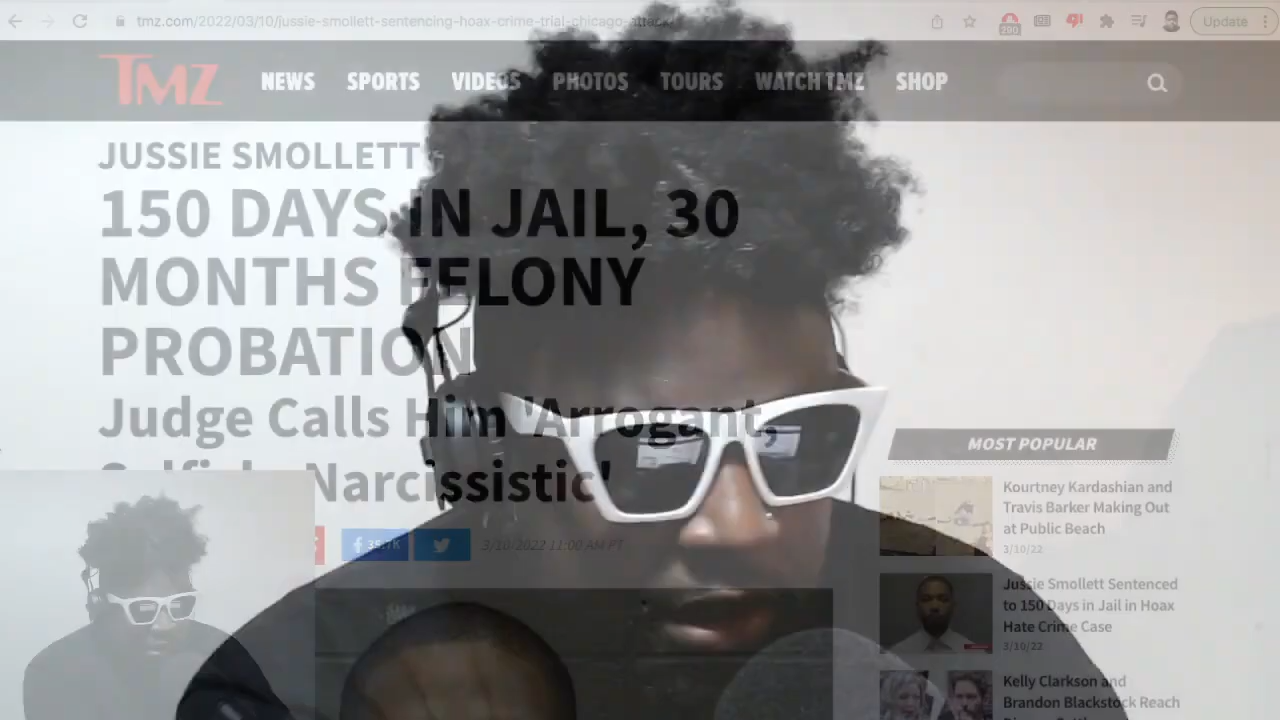 tmz.com/2022/03/10/jussie-smollett-sentencing-hoax-crime-trial-chicago-attack/
200
Update
TMZ
NEWS SPORTS VIDEOS PHOTOS TOURS WATCH TMZ SHOP
JUSSIE SMOLLETT
150 DAYS IN JAIL, 30
MONTHS FELONY
PROBATION
Judge Calls Him 'Arrogant,
Narcissistic'
3/10/2022 11:00 AM PT
MOST POPULAR
Kourtney Kardashian and
Travis Barker Making Out
at Public Beach
3/10/22
Jussie Smollett Sentenced
to 150 Days in Jail in Hoax
Hate Crime Case
3/10/22
Kelly Clarkson and
Brandon Blackstock Reach